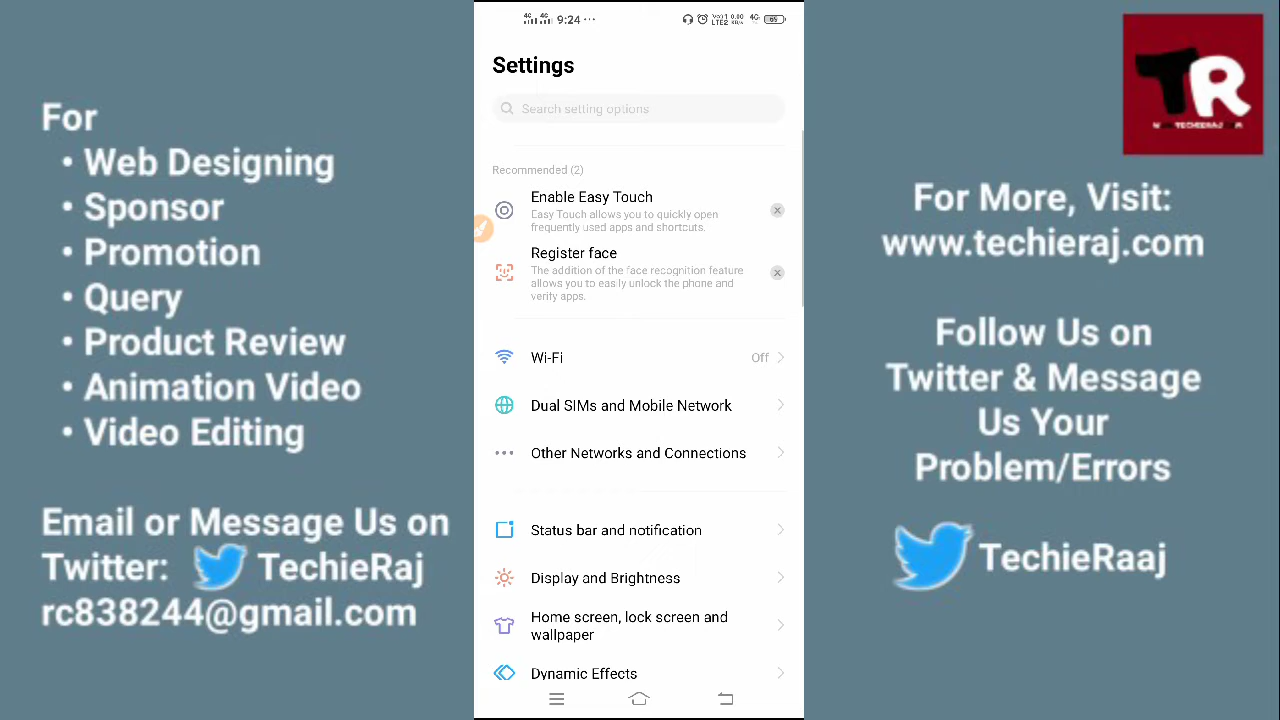 For
• Web Designing
• Sponsor
• Promotion
• Query
• Product Review
• Animation Video
• Video Editing
Email or Message Us on
Twitter: TechieRaj
rc838244@gmail.com
4G 4G 9:24 ···
4G 65
Settings
Search setting options
Recommended (2)
Enable Easy Touch
Easy Touch allows you to quickly open
frequently used apps and shortcuts.
Register face
The addition of the face recognition feature
allows you to easily unlock the phone and
verify apps.
Wi-Fi Off
Dual SIMs and Mobile Network
Other Networks and Connections
Status bar and notification
Display and Brightness
Home screen, lock screen and
wallpaper
Dynamic Effects
TR
For More, Visit:
www.techieraj.com
Follow Us on
Twitter & Message
Us Your
Problem/Errors
TechieRaaj